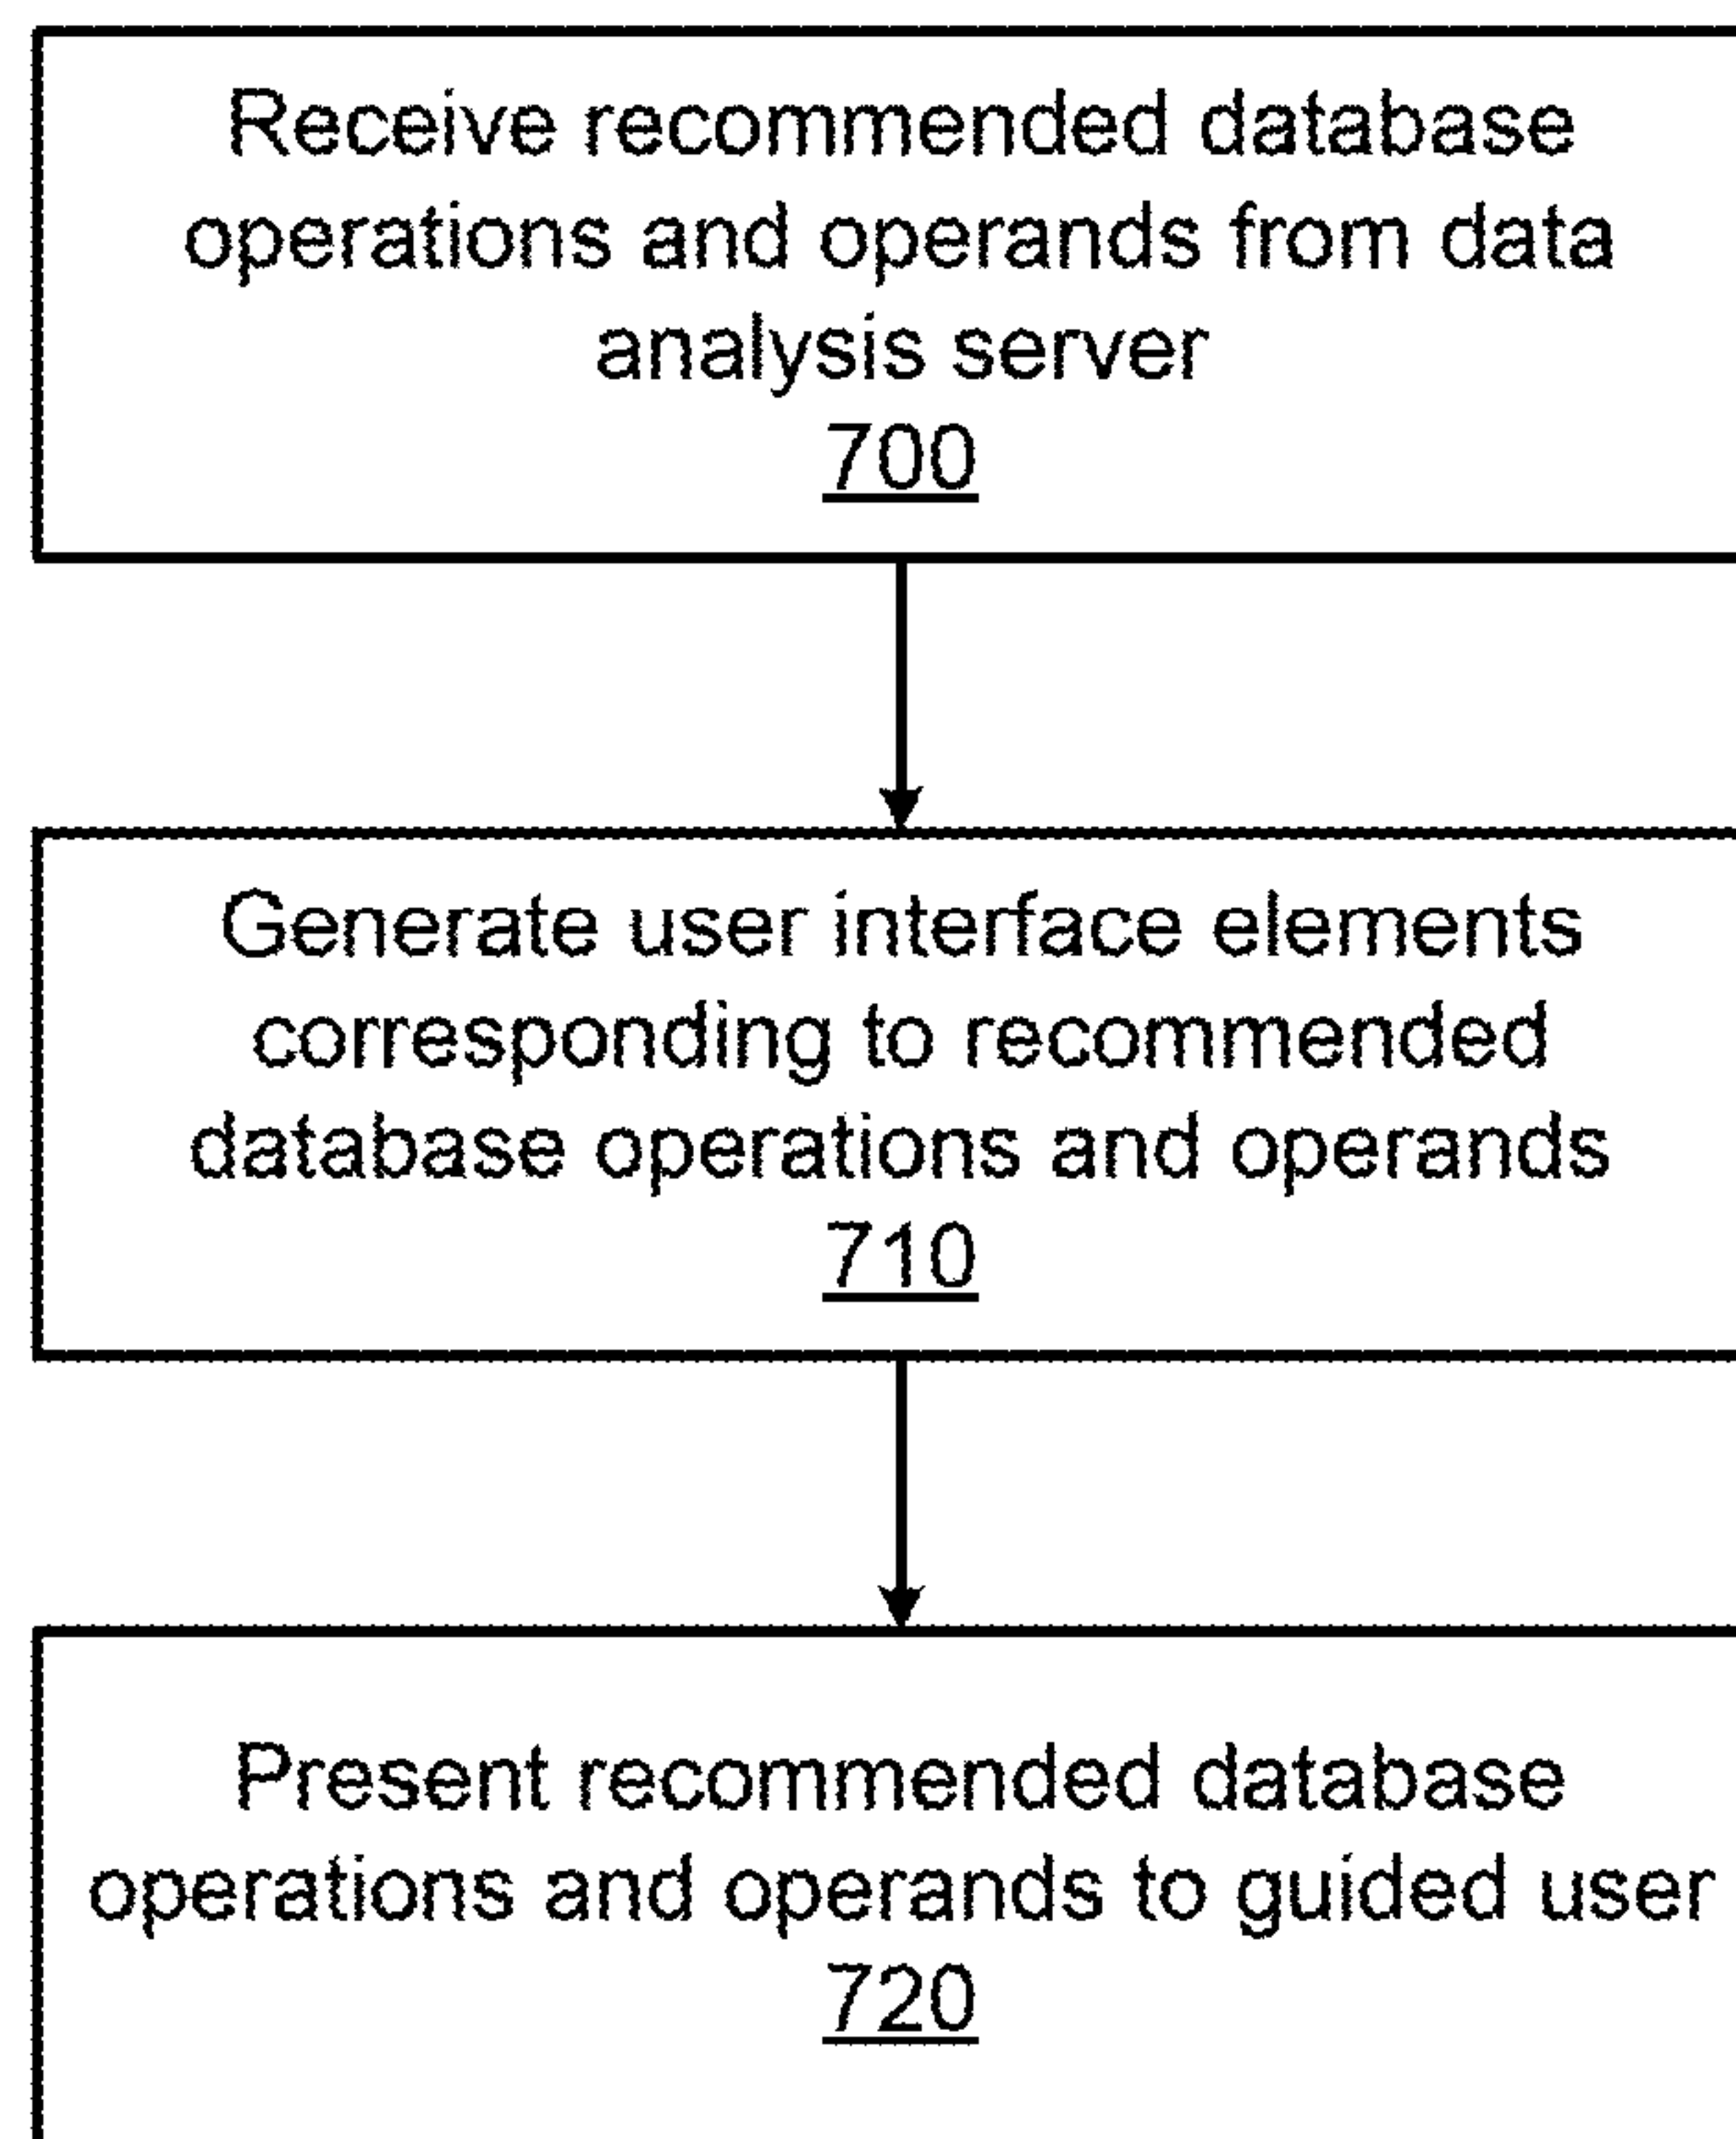 Receive recommended database
operations and operands from data
analysis server
700
Generate user interface elements
corresponding to recommended
database operations and operands
710
Present recommended database
operations and operands to guided user
720